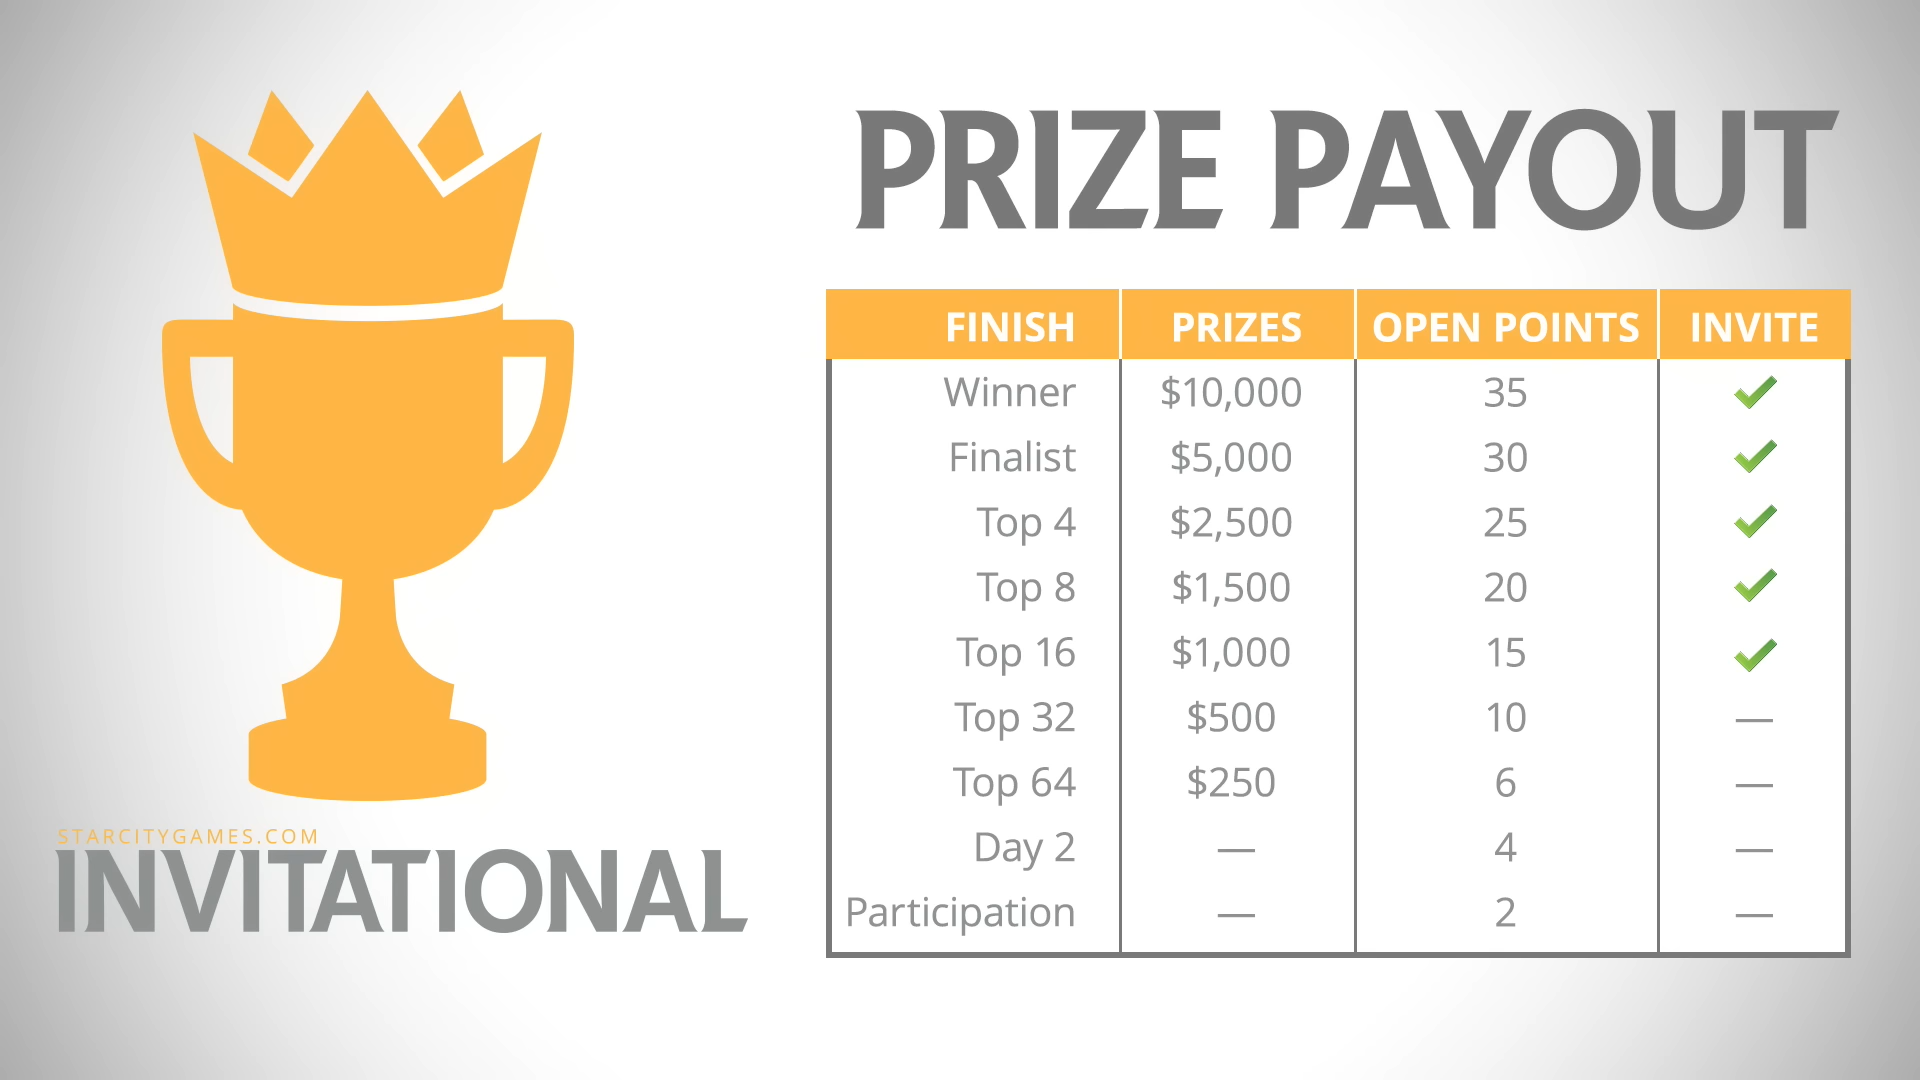 PRIZE PAYOUT
FINISH PRIZES OPEN POINTS INVITE
Winner $10,000 35
Finalist $5,000 30
Top 4 $2,500 25
Top 8 $1,500 20
Top 16 $1,000 15
Top 32 $500 10 —
Top 64 $250 6 —
Day 2 — 4 —
Participation — 2 —
STARCITYGAMES.COM
INVITATIONAL